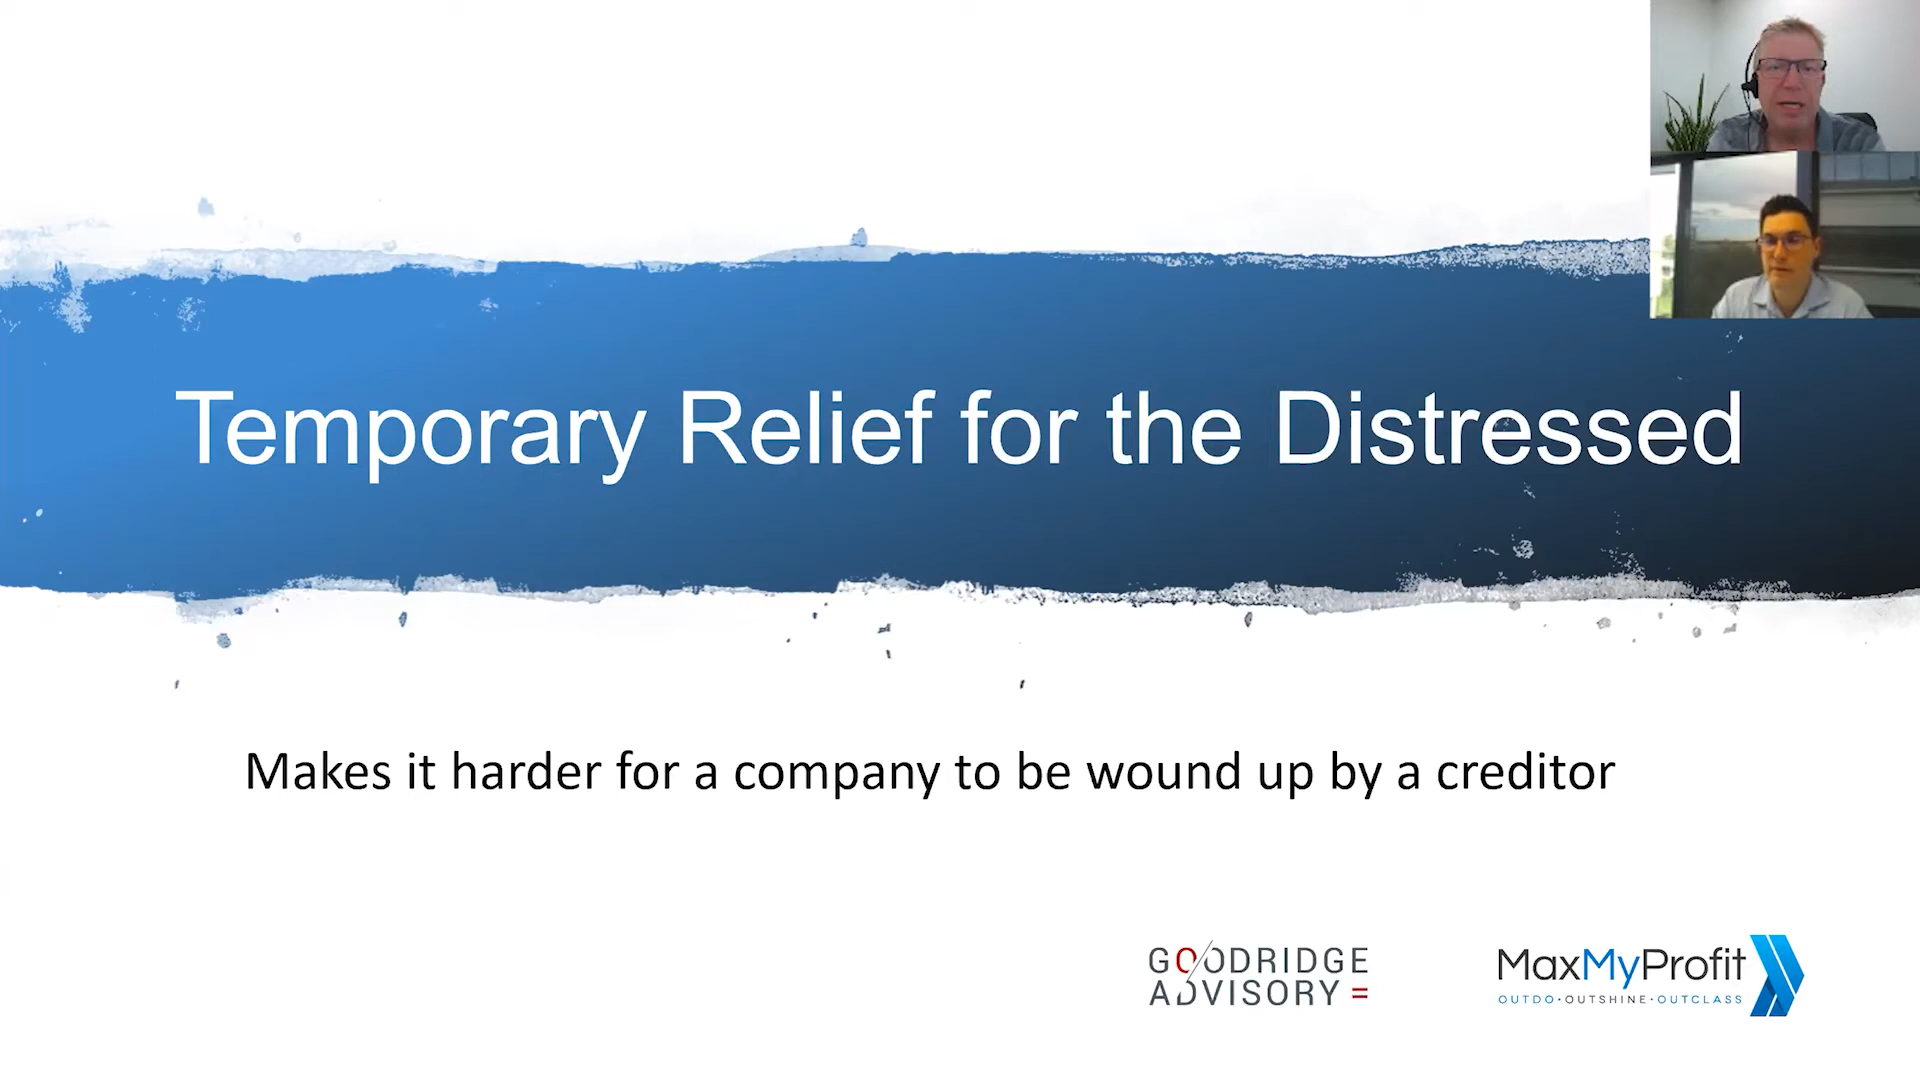 Temporary Relief for the Distressed
Makes it harder for a company to be wound up by a creditor
GOODRIDGE
ADVISORY
MaxMyProfit
OUTDO•OUTSHINE•OUTCLASS